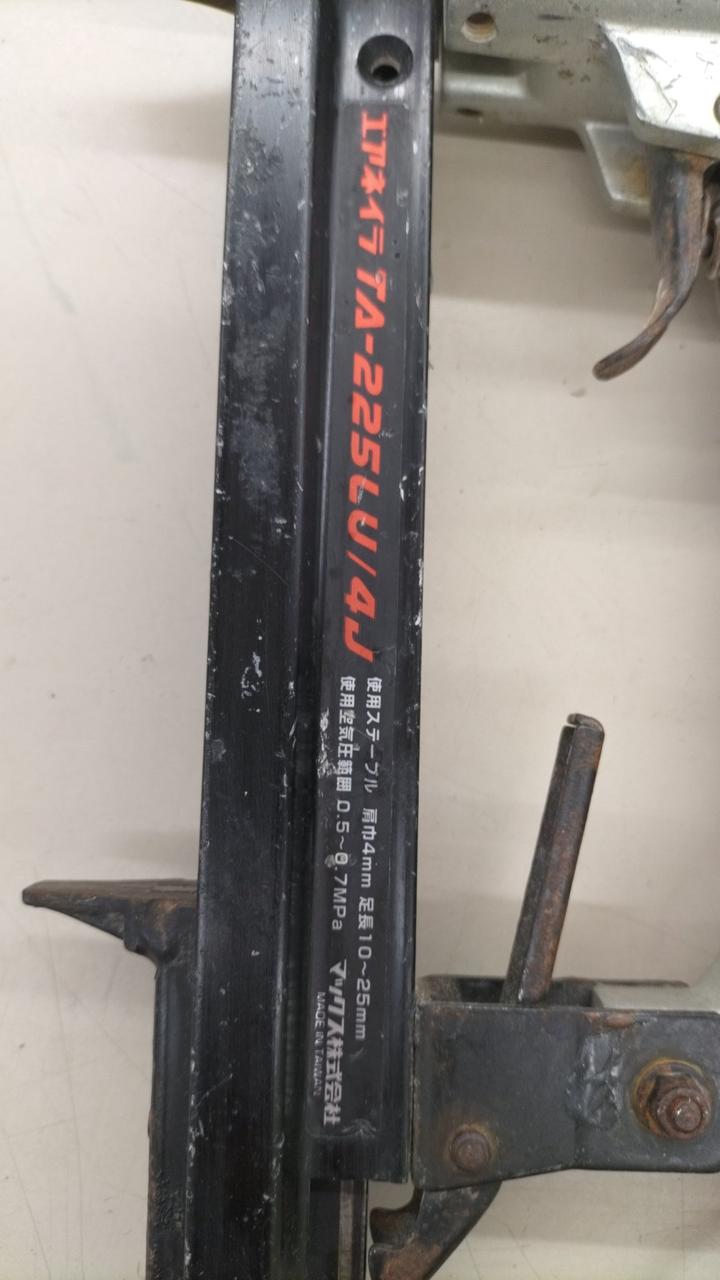 エアネイラ TA-225LU/4J
使用ステープル 肩巾4mm 足長10～25mm
使用空気圧範囲 0.5～0.7MPa
マックス株式会社
MADE IN TAIWAN